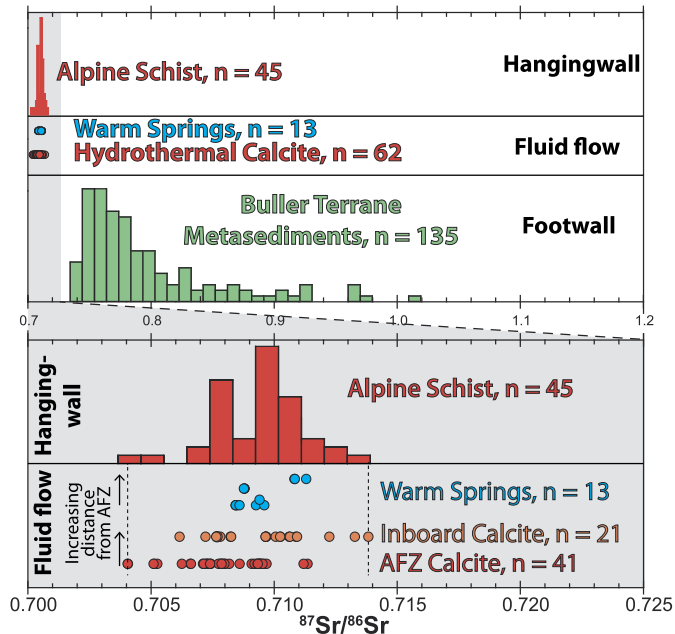 Alpine Schist, n = 45
Hangingwall
Warm Springs, n = 13
Hydrothermal Calcite, n = 62
Fluid flow
Buller Terrane
Metasediments, n = 135
Footwall
0.7 0.8 0.9 1.0 1.1 1.2
Hanging-
wall
Alpine Schist, n = 45
Fluid flow
Increasing
distance
from AFZ
Warm Springs, n = 13
Inboard Calcite, n = 21
AFZ Calcite, n = 41
0.700 0.705 0.710 0.715 0.720 0.725
⁸⁷Sr/⁸⁶Sr